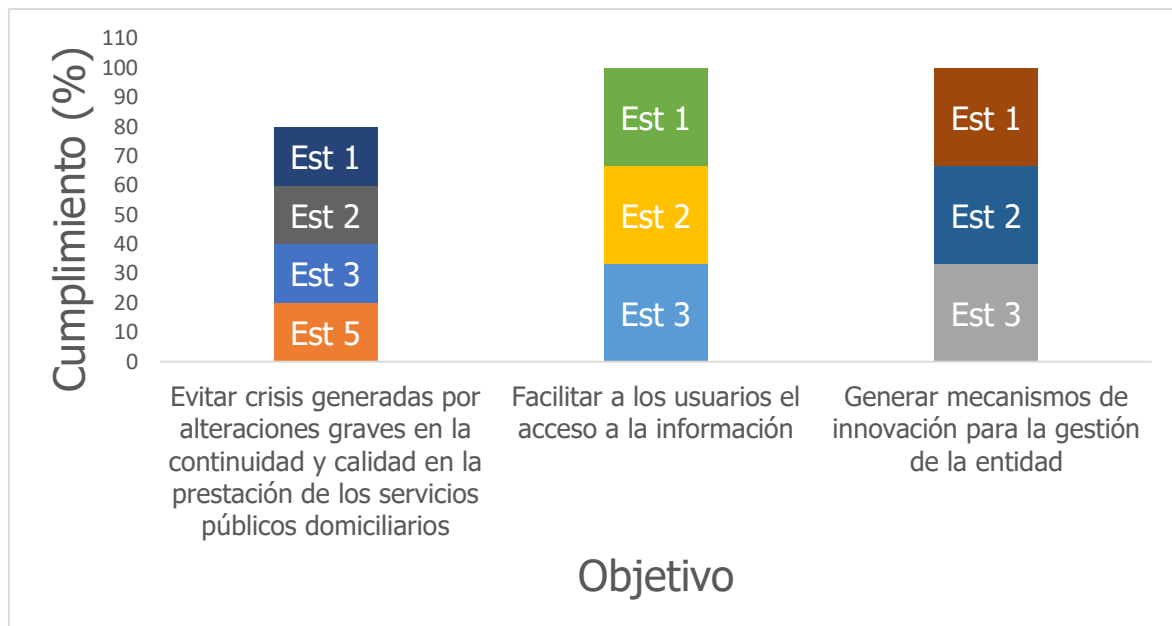 Cumplimiento (%)
110
100
90
80
70
60
50
40
30
20
10
0
Est 1
Est 2
Est 3
Est 5
Est 1
Est 2
Est 3
Est 1
Est 2
Est 3
Evitar crisis generadas por
alteraciones graves en la
continuidad y calidad en la
prestación de los servicios
públicos domiciliarios
Facilitar a los usuarios el
acceso a la información
Generar mecanismos de
innovación para la gestión
de la entidad
Objetivo